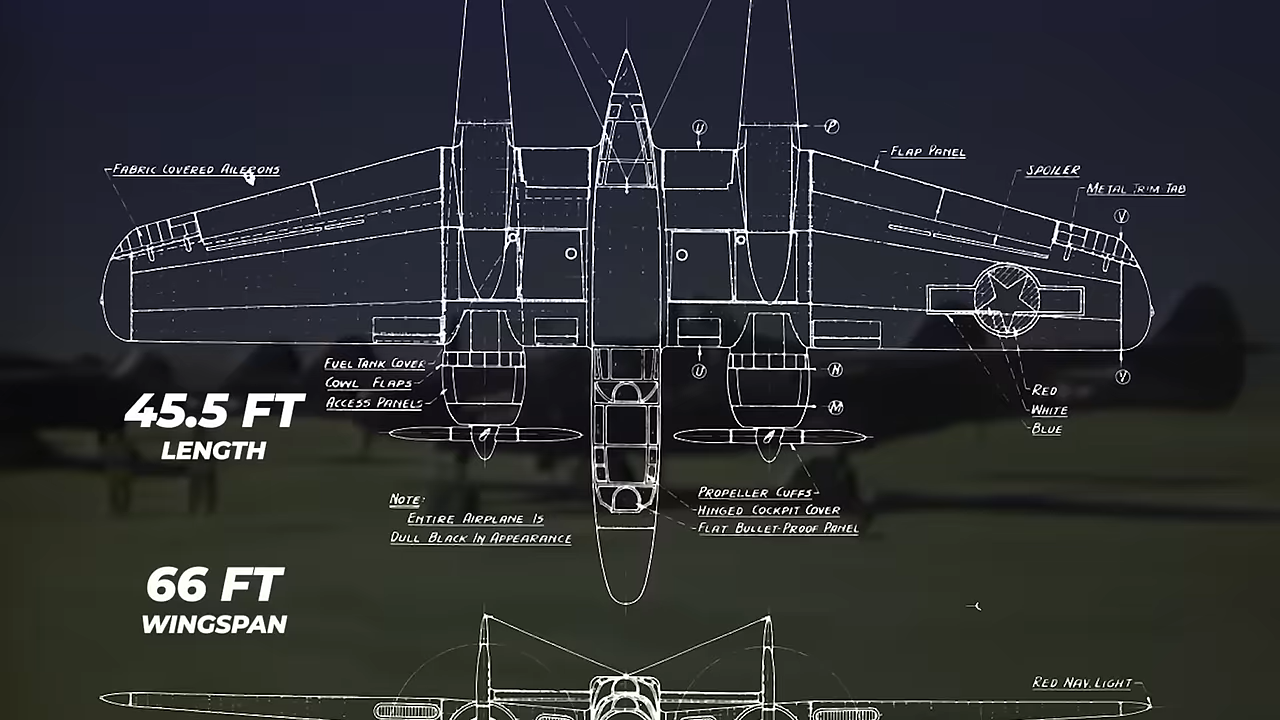 U
P
FLAP PANEL
FABRIC COVERED AILERONS
SPOILER
METAL TRIM TAB
V
FUEL TANK COVER
COWL FLAPS
ACCESS PANELS
U
N
M
V
RED
WHITE
BLUE
45.5 FT
LENGTH
NOTE:
ENTIRE AIRPLANE IS
DULL BLACK IN APPEARANCE
PROPELLER CUFFS
HINGED COCKPIT COVER
FLAT BULLET-PROOF PANEL
66 FT
WINGSPAN
RED NAV. LIGHT